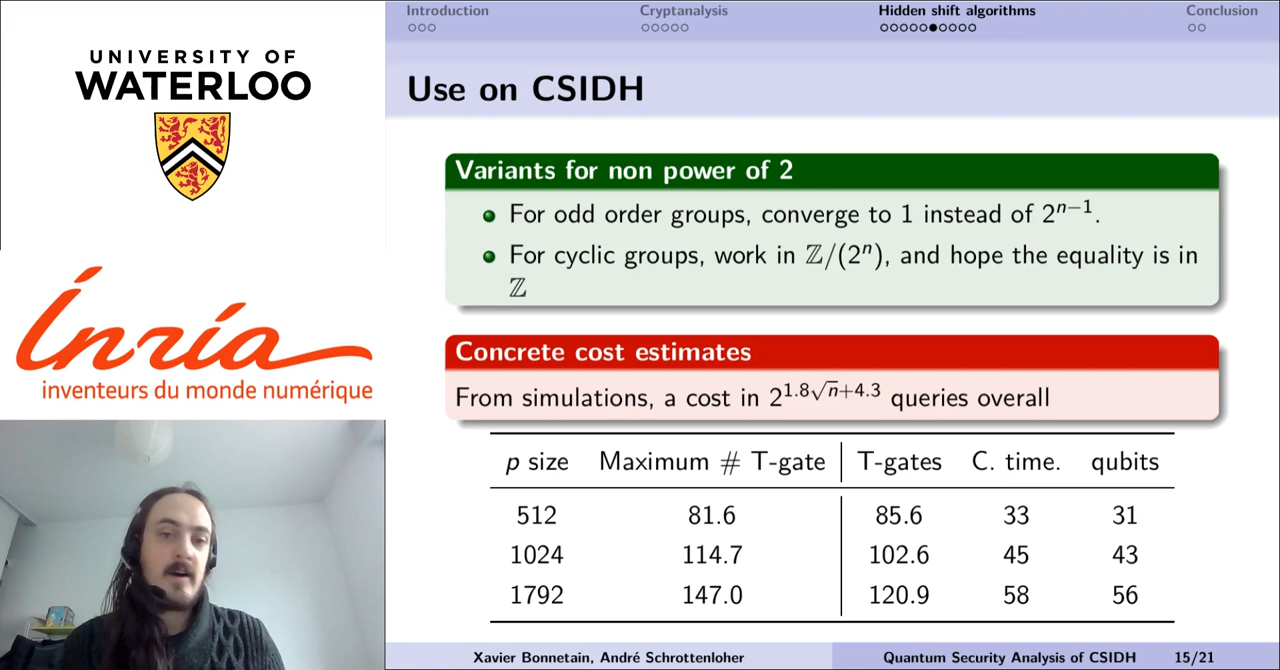 UNIVERSITY OF
WATERLOO
Inria
inventeurs du monde numérique
Introduction Cryptanalysis Hidden shift algorithms Conclusion
Use on CSIDH
Variants for non power of 2
For odd order groups, converge to 1 instead of 2ⁿ⁻¹.
For cyclic groups, work in ℤ/(2ⁿ), and hope the equality is in
ℤ
Concrete cost estimates
From simulations, a cost in 2^{1.8√n+4.3} queries overall
p size Maximum # T-gate T-gates C. time. qubits
512 81.6 85.6 33 31
1024 114.7 102.6 45 43
1792 147.0 120.9 58 56
Xavier Bonnetain, André Schrottenloher Quantum Security Analysis of CSIDH 15/21